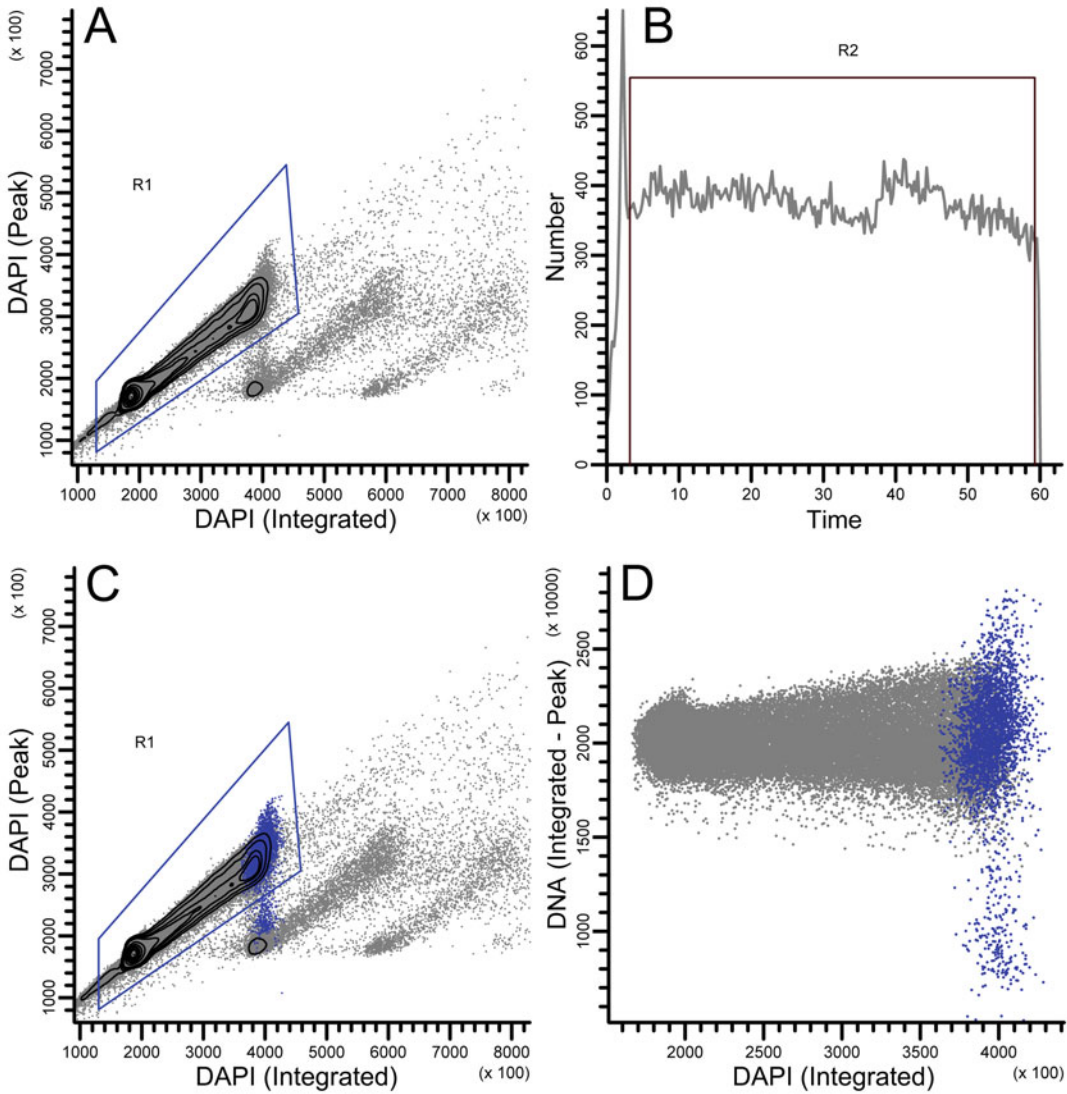 A
(x 100)
7000
6000
5000
4000
3000
2000
1000
DAPI (Peak)
R1
1000 2000 3000 4000 5000 6000 7000 8000
DAPI (Integrated)
(x 100)
B
R2
600
500
400
300
200
100
0
Number
0 10 20 30 40 50 60
Time
C
(x 100)
7000
6000
5000
4000
3000
2000
1000
DAPI (Peak)
R1
1000 2000 3000 4000 5000 6000 7000 8000
DAPI (Integrated)
(x 100)
D
(x 10000)
2500
2000
1500
1000
DNA (Integrated - Peak)
2000 2500 3000 3500 4000
DAPI (Integrated)
(x 100)